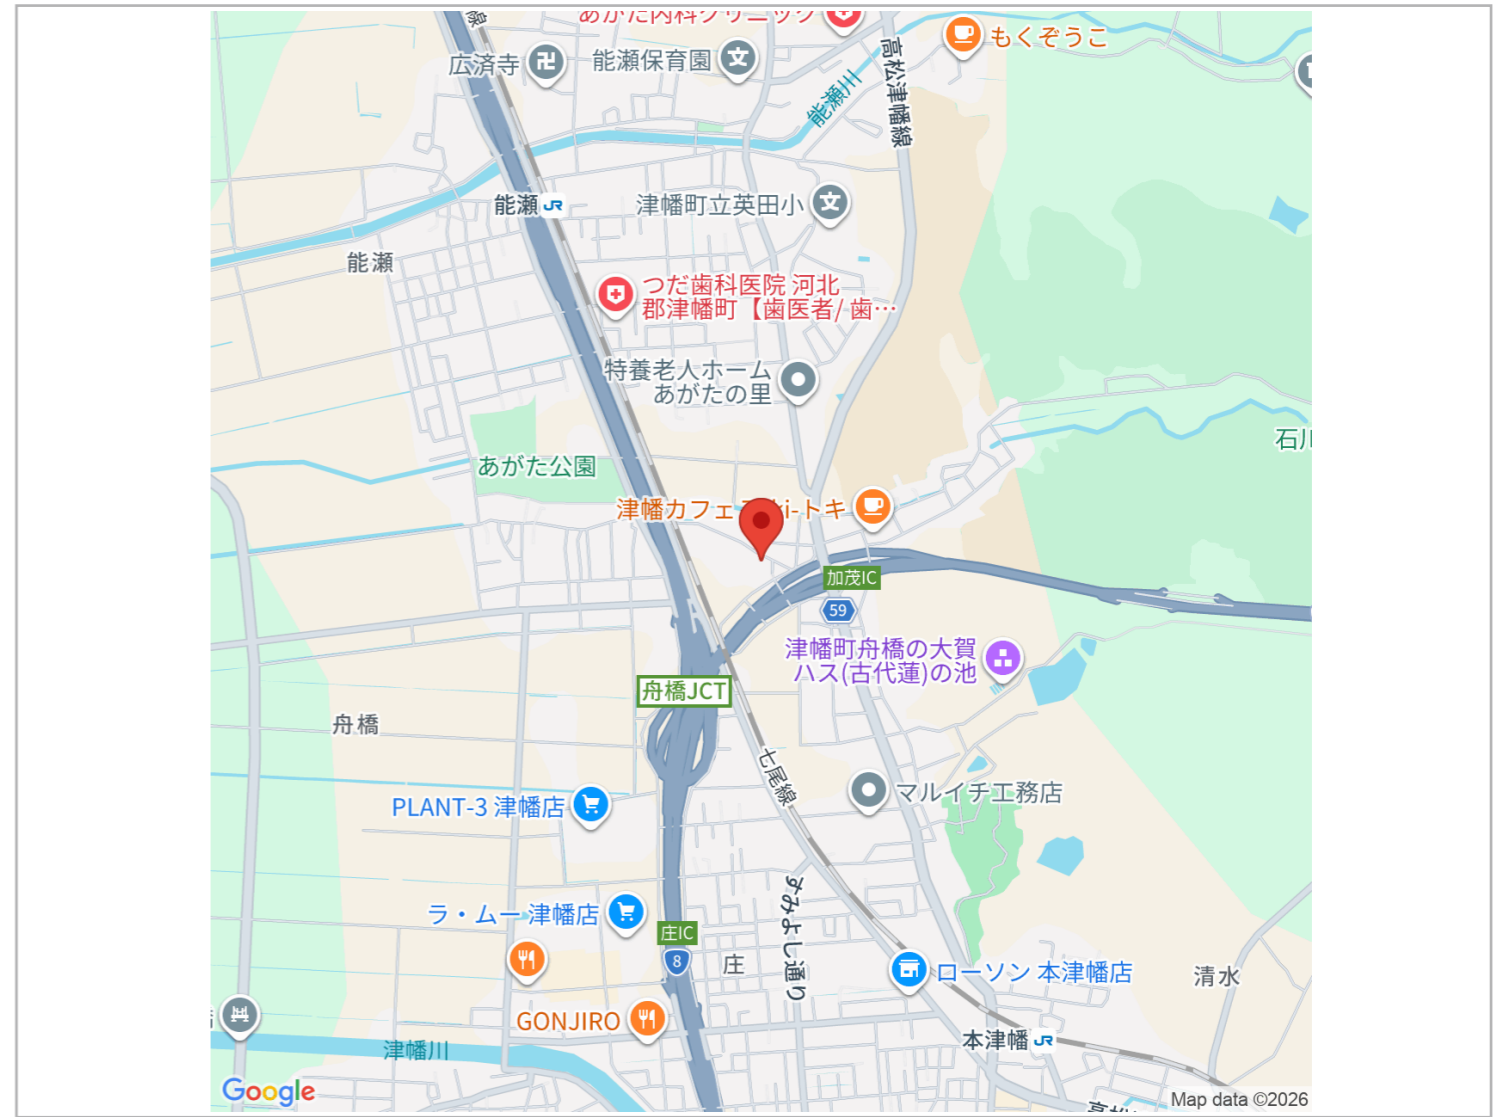 線
あがた内科クリニック
もくぞうこ
広済寺
能瀬保育園
高松津幡線
能瀬
JR
津幡町立英田小
能瀬
つだ歯科医院 河北
郡津幡町【歯医者/ 歯…
特養老人ホーム
あがたの里
石川
あがた公園
津幡カフェ
i-トキ
加茂IC
59
津幡町舟橋の大賀
ハス(古代蓮)の池
舟橋JCT
舟橋
七尾線
PLANT-3 津幡店
マルイチ工務店
ラ・ムー 津幡店
すみよし通り
庄IC
8
庄
ローソン 本津幡店
清水
GONJIRO
本津幡
JR
津幡川
Google
Map data ©2026